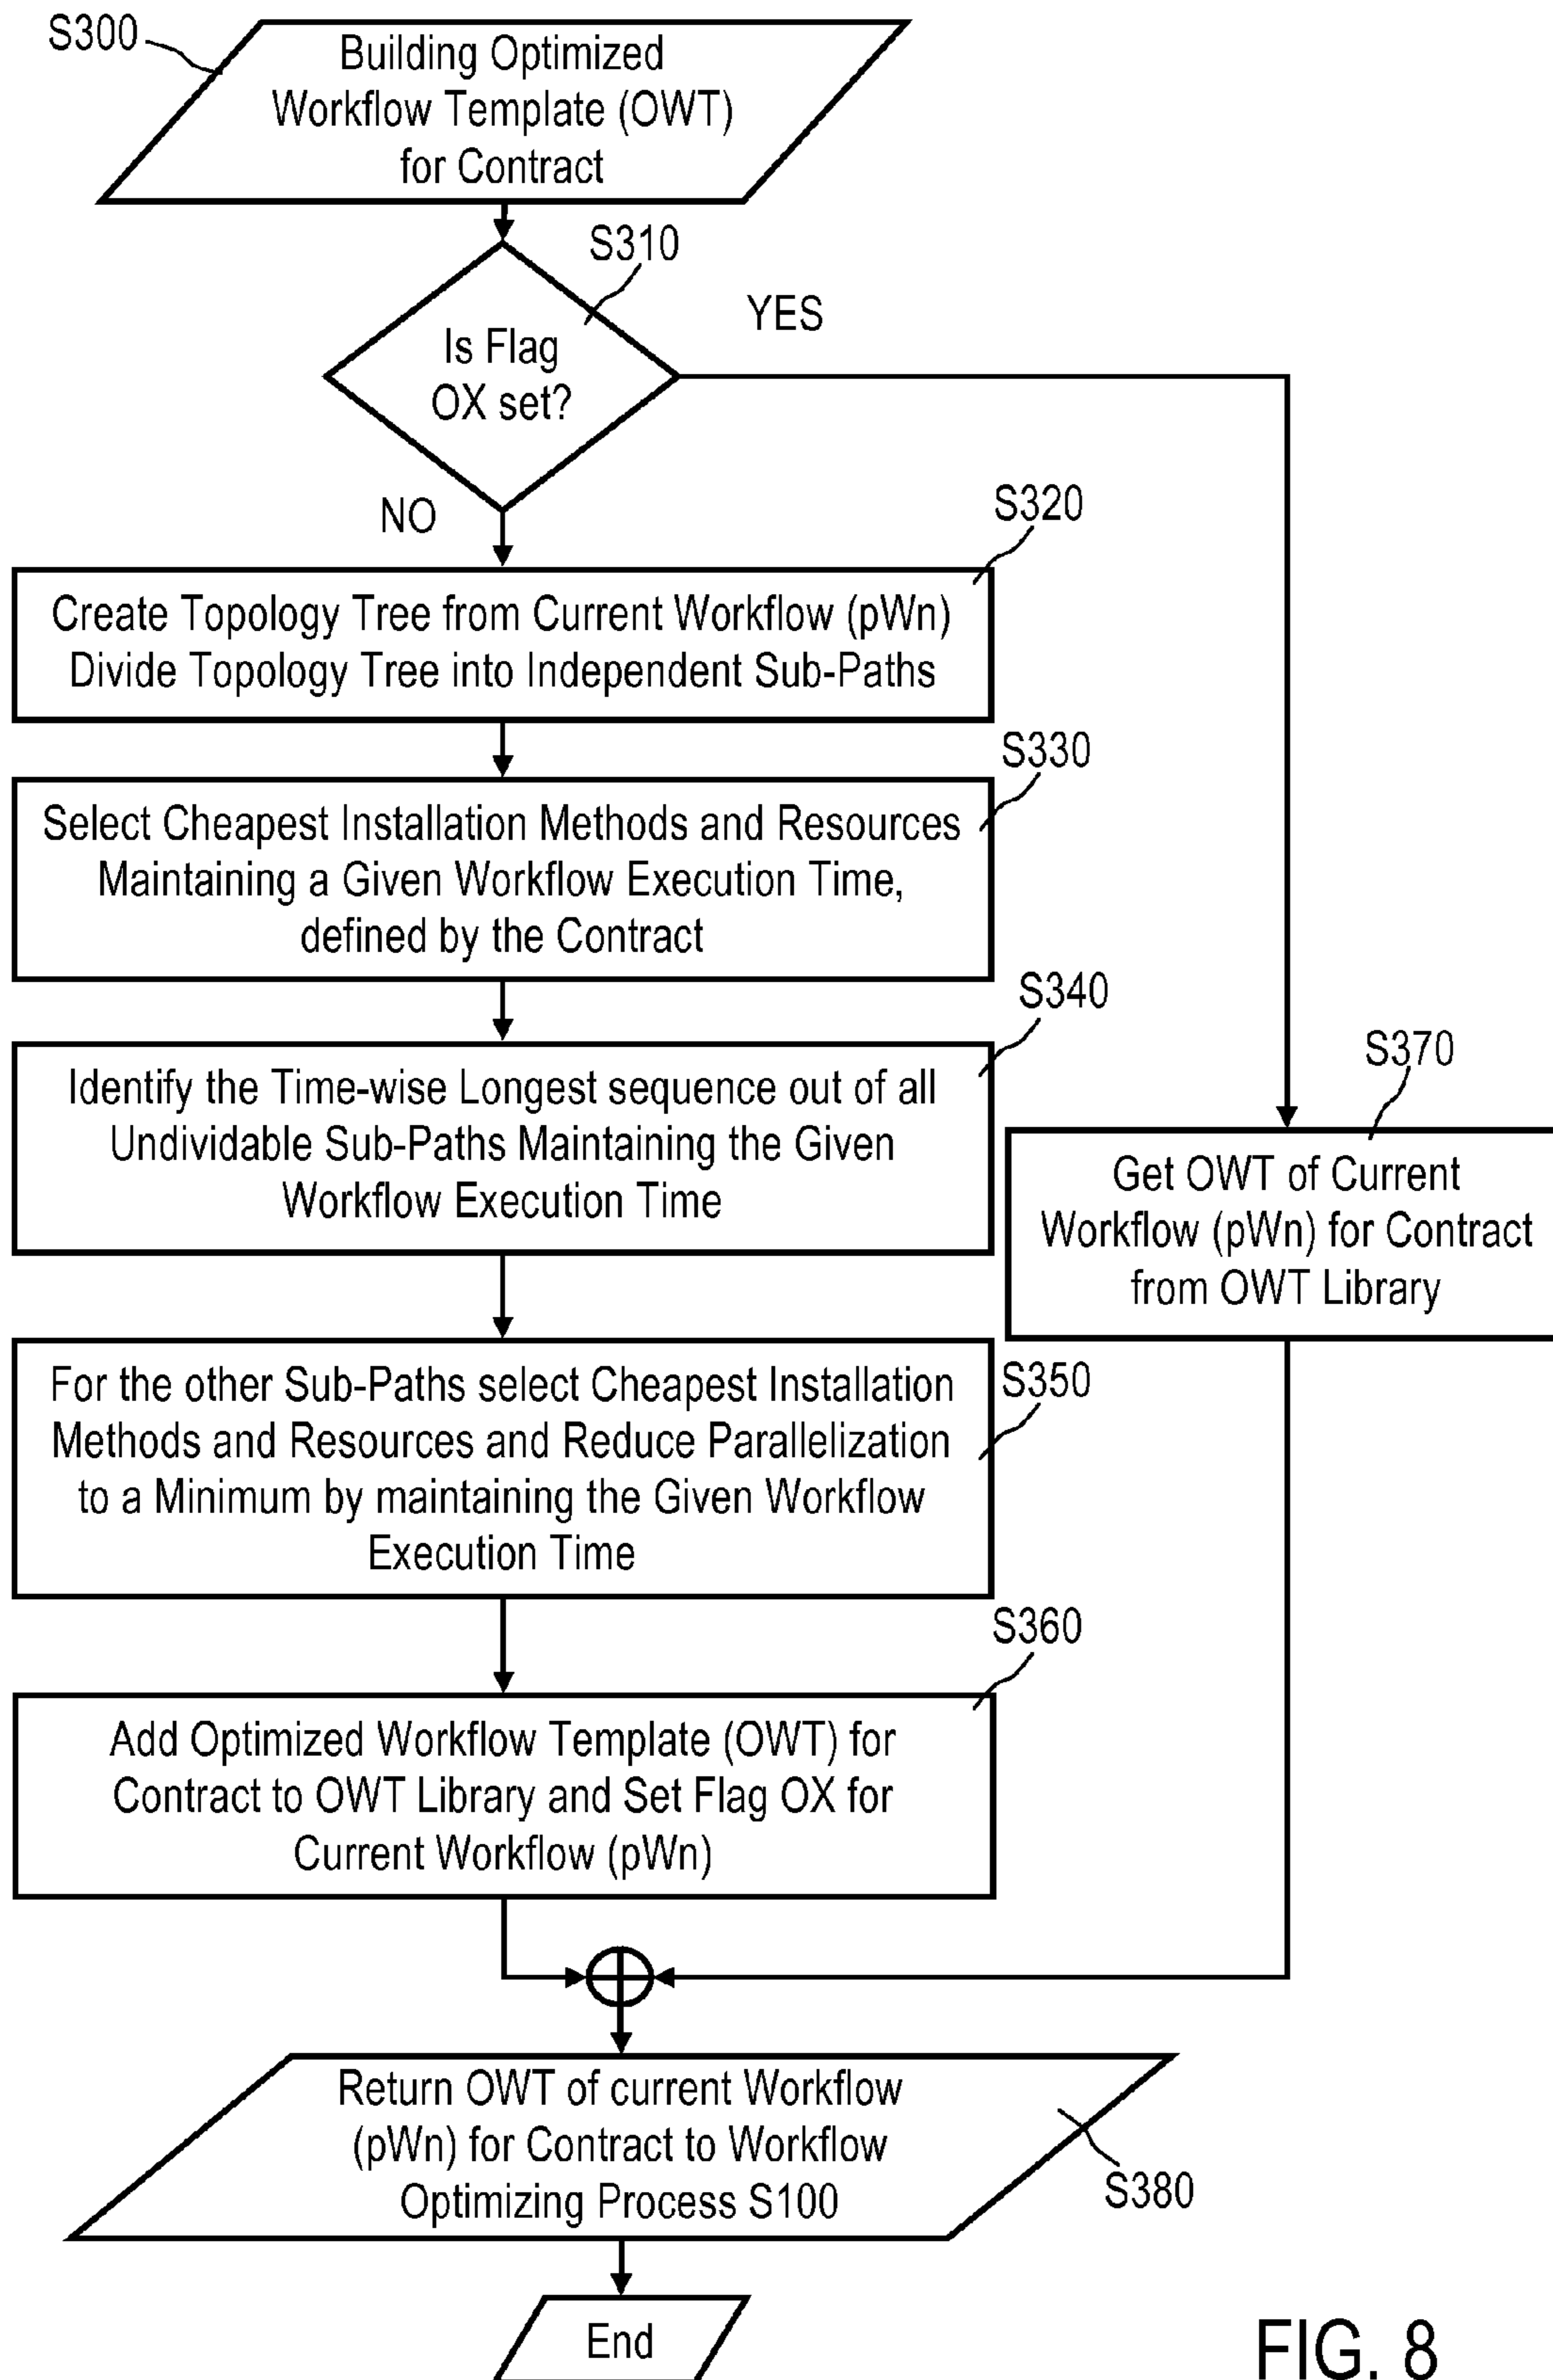 S300
Building Optimized
Workflow Template (OWT)
for Contract
S310
YES
Is Flag
OX set?
NO
S320
Create Topology Tree from Current Workflow (pWn)
Divide Topology Tree into Independent Sub-Paths
S330
Select Cheapest Installation Methods and Resources
Maintaining a Given Workflow Execution Time,
defined by the Contract
S340
Identify the Time-wise Longest sequence out of all
Undividable Sub-Paths Maintaining the Given
Workflow Execution Time
S370
Get OWT of Current
Workflow (pWn) for Contract
from OWT Library
S350
For the other Sub-Paths select Cheapest Installation
Methods and Resources and Reduce Parallelization
to a Minimum by maintaining the Given Workflow
Execution Time
S360
Add Optimized Workflow Template (OWT) for
Contract to OWT Library and Set Flag OX for
Current Workflow (pWn)
Return OWT of current Workflow
(pWn) for Contract to Workflow
Optimizing Process S100
S380
End
FIG. 8